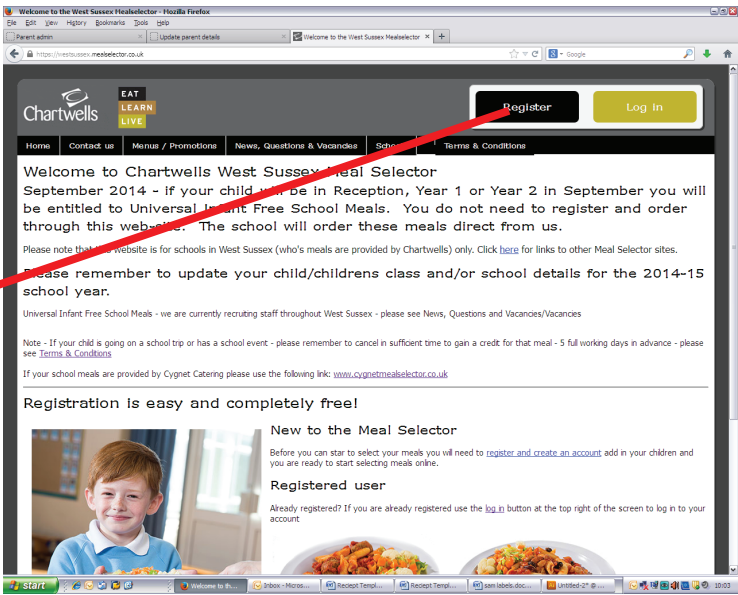 Welcome to the West Sussex Mealselector - Mozilla Firefox
File Edit View History Bookmarks Tools Help
Parent admin
Update parent details
Welcome to the West Sussex Mealselector
https://westsussex.mealselector.co.uk
Google
Chartwells
EAT
LEARN
LIVE
Register
Log In
Home
Contact us
Menus / Promotions
News, Questions & Vacancies
Terms & Conditions
Welcome to Chartwells West Sussex Meal Selector
September 2014 - if your child will be in Reception, Year 1 or Year 2 in September you will
be entitled to Universal Infant Free School Meals. You do not need to register and order
through this web-site. The school will order these meals direct from us.
Please note that this website is for schools in West Sussex (who's meals are provided by Chartwells) only. Click here for links to other Meal Selector sites.
Please remember to update your child/childrens class and/or school details for the 2014-15
school year.
Universal Infant Free School Meals - we are currently recruiting staff throughout West Sussex - please see News, Questions and Vacancies/Vacancies
Note - If your child is going on a school trip or has a school event - please remember to cancel in sufficient time to gain a credit for that meal - 5 full working days in advance - please
see Terms & Conditions
If your school meals are provided by Cygnet Catering please use the following link: www.cygnetmealselector.co.uk
Registration is easy and completely free!
New to the Meal Selector
Before you can star to select your meals you will need to register and create an account add in your children and
you are ready to start selecting meals online.
Registered user
Already registered? If you are already registered use the log in button at the top right of the screen to log in to your
account
start
Welcome to th...
Inbox - Micros...
Reciept Templ...
Reciept Templ...
sam labels.doc...
Untitled-2* @ ...
10:03